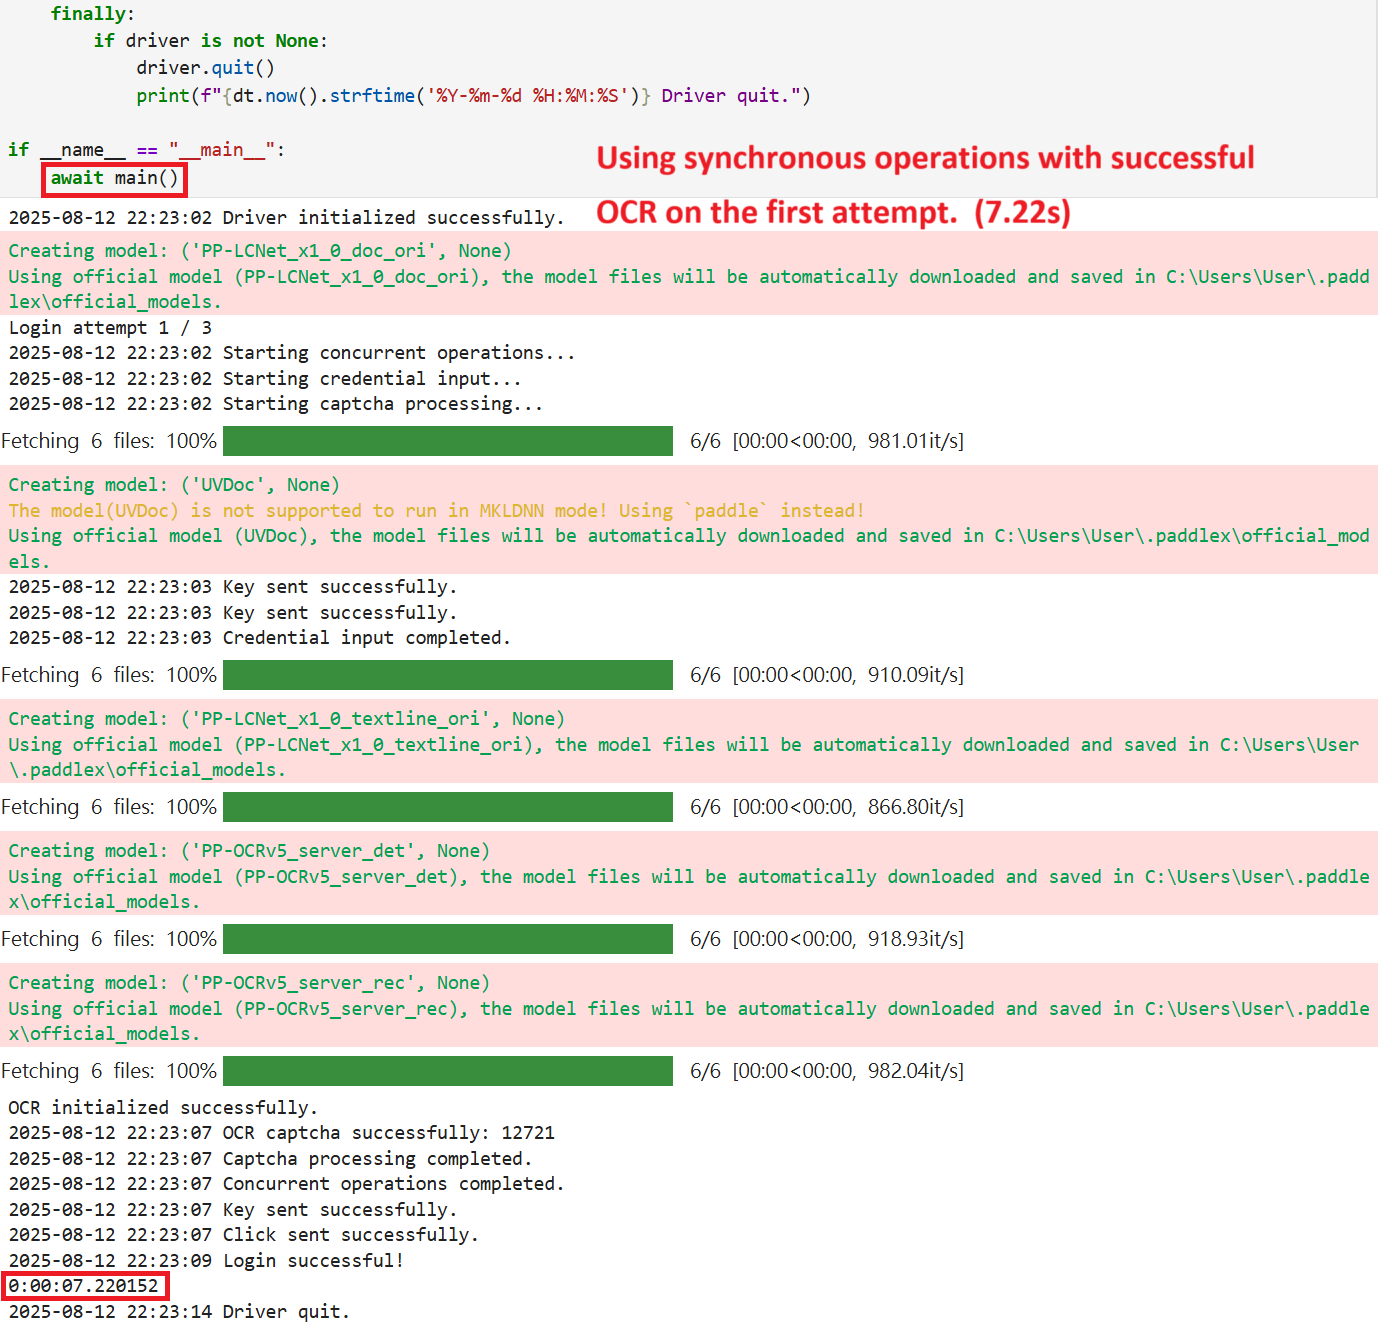 finally:
        if driver is not None:
            driver.quit()
            print(f"{dt.now().strftime('%Y-%m-%d %H:%M:%S')} Driver quit.")
if __name__ == "__main__":
    await main()
Using synchronous operations with successful
OCR on the first attempt. (7.22s)
2025-08-12 22:23:02 Driver initialized successfully.
Creating model: ('PP-LCNet_x1_0_doc_ori', None)
Using official model (PP-LCNet_x1_0_doc_ori), the model files will be automatically downloaded and saved in C:\Users\User\.padd
lex\official_models.
Login attempt 1 / 3
2025-08-12 22:23:02 Starting concurrent operations...
2025-08-12 22:23:02 Starting credential input...
2025-08-12 22:23:02 Starting captcha processing...
Fetching 6 files: 100% 6/6 [00:00<00:00, 981.01it/s]
Creating model: ('UVDoc', None)
The model(UVDoc) is not supported to run in MKLDNN mode! Using `paddle` instead!
Using official model (UVDoc), the model files will be automatically downloaded and saved in C:\Users\User\.paddlex\official_mod
els.
2025-08-12 22:23:03 Key sent successfully.
2025-08-12 22:23:03 Key sent successfully.
2025-08-12 22:23:03 Credential input completed.
Fetching 6 files: 100% 6/6 [00:00<00:00, 910.09it/s]
Creating model: ('PP-LCNet_x1_0_textline_ori', None)
Using official model (PP-LCNet_x1_0_textline_ori), the model files will be automatically downloaded and saved in C:\Users\User
\.paddlex\official_models.
Fetching 6 files: 100% 6/6 [00:00<00:00, 866.80it/s]
Creating model: ('PP-OCRv5_server_det', None)
Using official model (PP-OCRv5_server_det), the model files will be automatically downloaded and saved in C:\Users\User\.paddle
x\official_models.
Fetching 6 files: 100% 6/6 [00:00<00:00, 918.93it/s]
Creating model: ('PP-OCRv5_server_rec', None)
Using official model (PP-OCRv5_server_rec), the model files will be automatically downloaded and saved in C:\Users\User\.paddle
x\official_models.
Fetching 6 files: 100% 6/6 [00:00<00:00, 982.04it/s]
OCR initialized successfully.
2025-08-12 22:23:07 OCR captcha successfully: 12721
2025-08-12 22:23:07 Captcha processing completed.
2025-08-12 22:23:07 Concurrent operations completed.
2025-08-12 22:23:07 Key sent successfully.
2025-08-12 22:23:07 Click sent successfully.
2025-08-12 22:23:09 Login successful!
0:00:07.220152
2025-08-12 22:23:14 Driver quit.